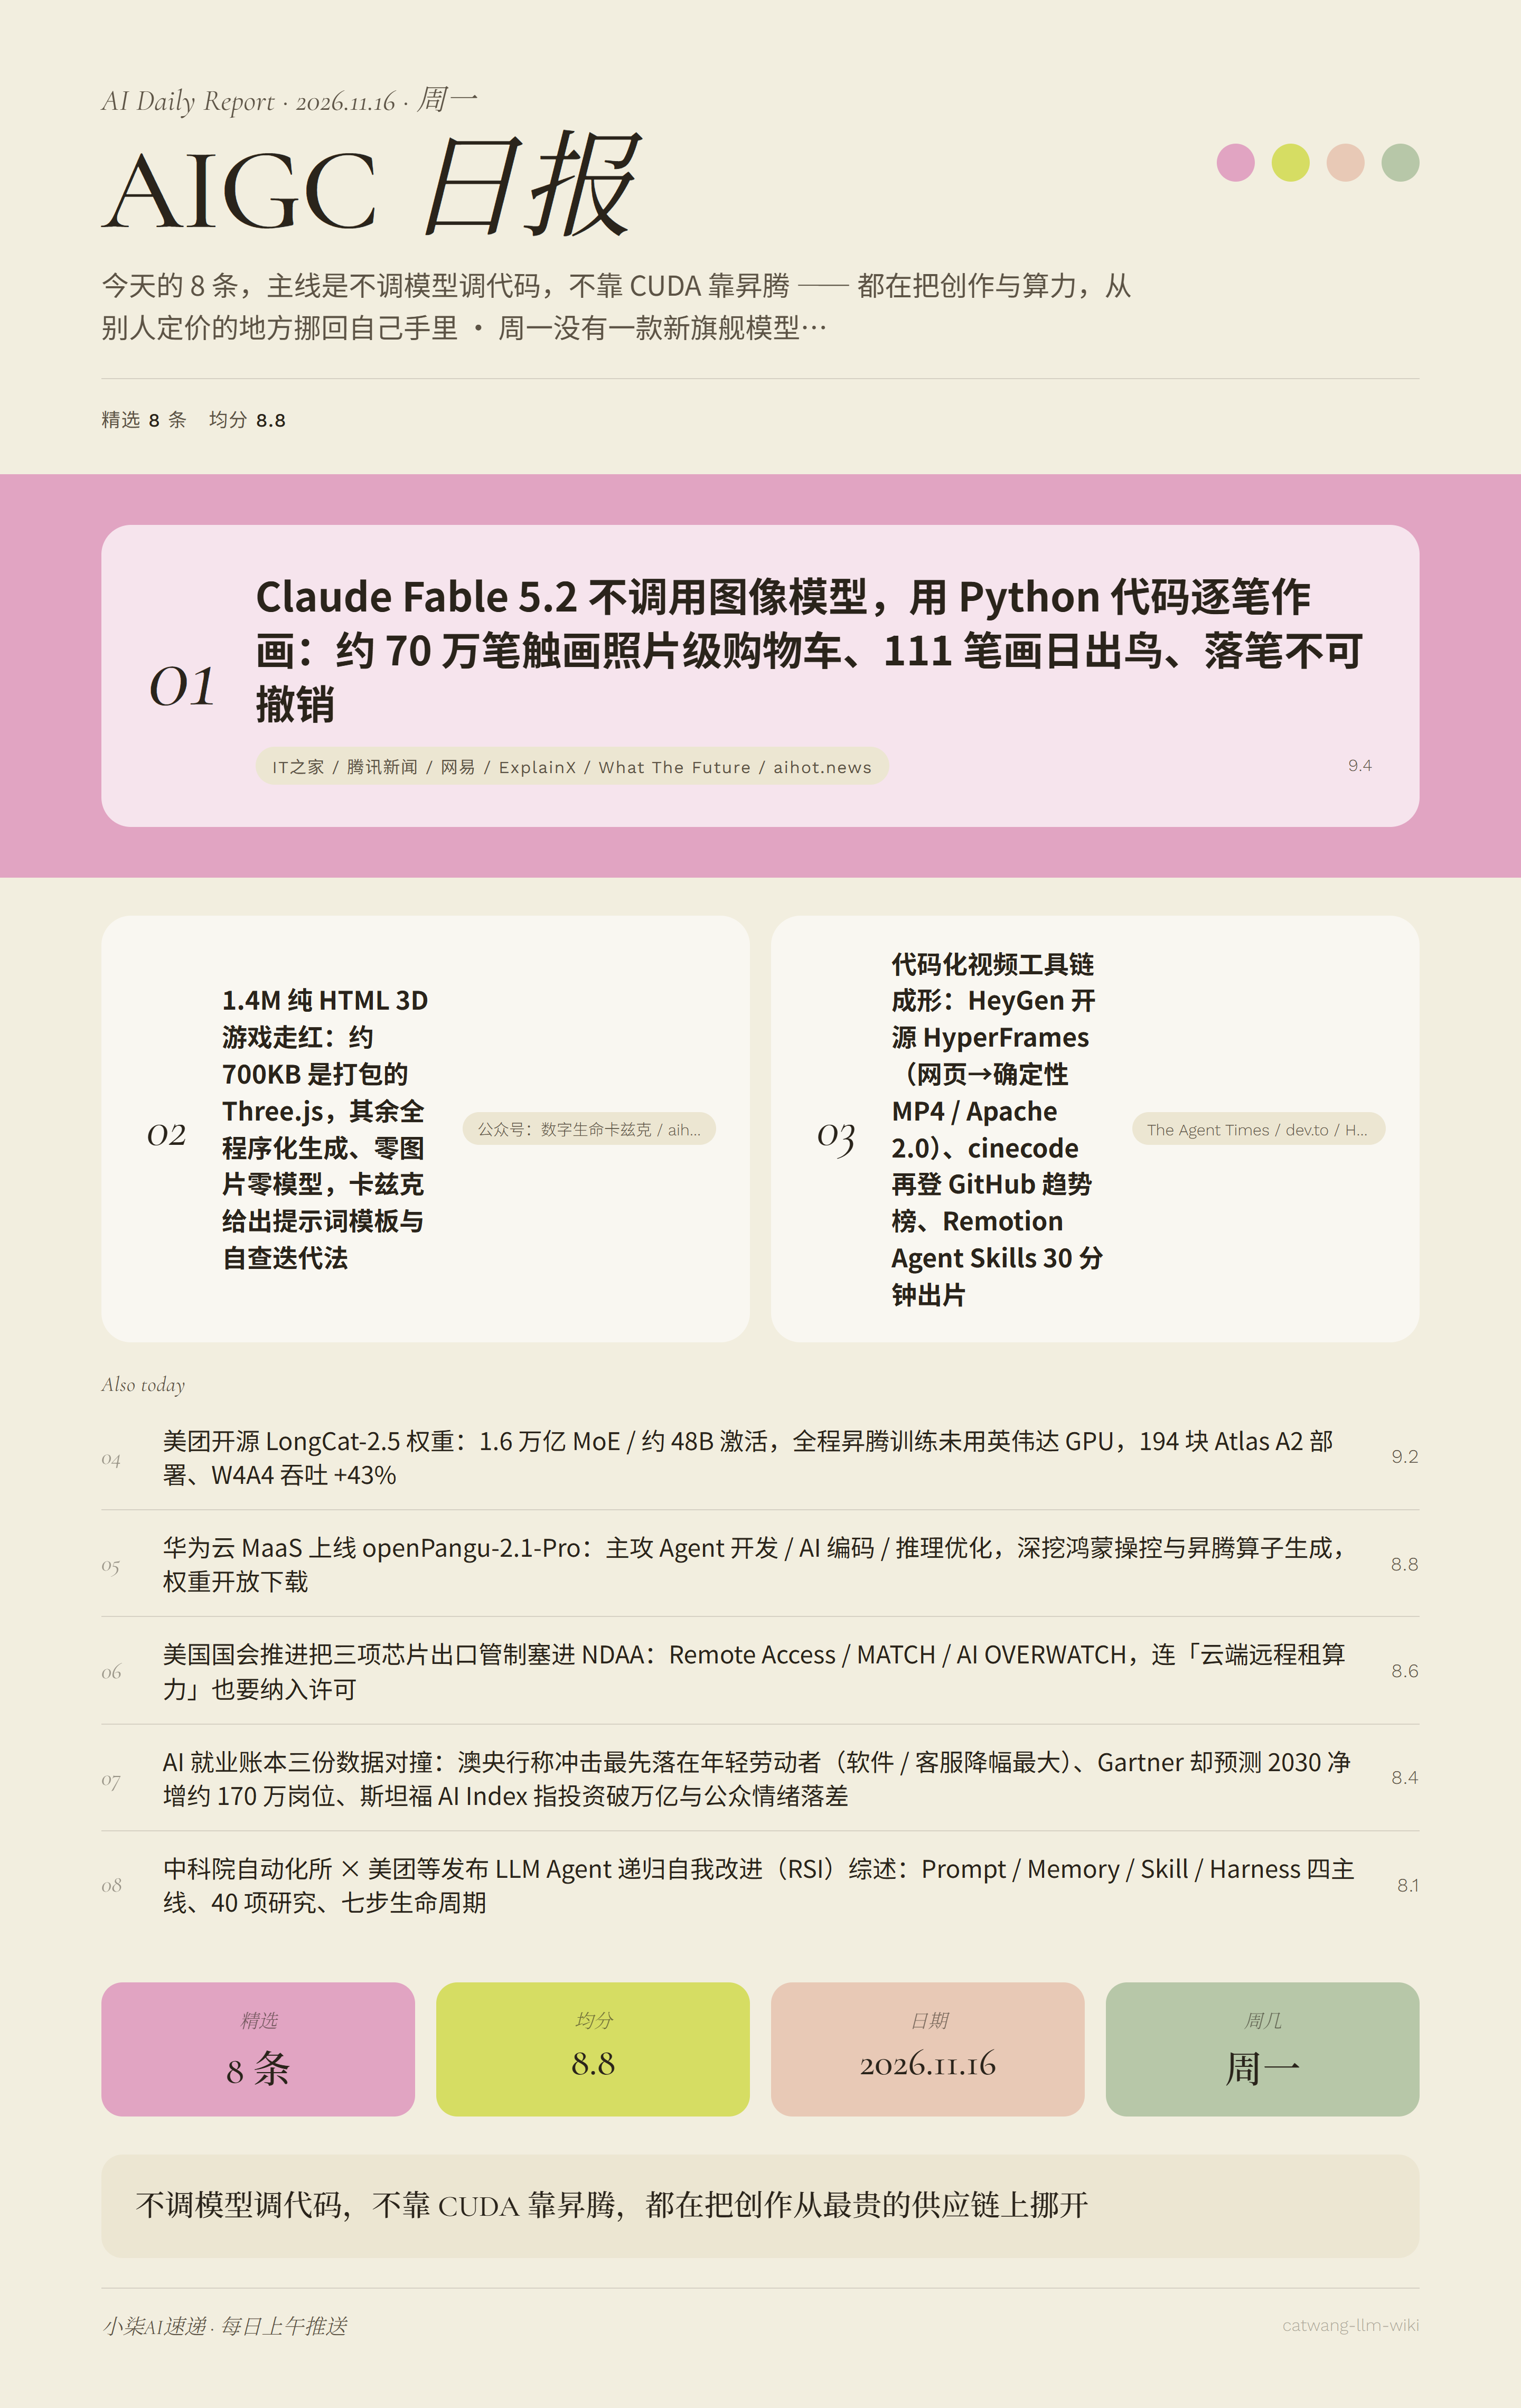 AI Daily Report · 2026.11.16 · 周一
AIGC 日报
今天的 8 条，主线是不调模型调代码，不靠 CUDA 靠昇腾 —— 都在把创作与算力，从
别人定价的地方挪回自己手里 · 周一没有一款新旗舰模型…
精选 8 条 均分 8.8
01
Claude Fable 5.2 不调用图像模型，用 Python 代码逐笔作
画：约 70 万笔触画照片级购物车、111 笔画日出鸟、落笔不可
撤销
IT之家 / 腾讯新闻 / 网易 / ExplainX / What The Future / aihot.news
9.4
02
1.4M 纯 HTML 3D
游戏走红：约
700KB 是打包的
Three.js，其余全
程序化生成、零图
片零模型，卡兹克
给出提示词模板与
自查迭代法
公众号：数字生命卡兹克 / aih...
03
代码化视频工具链
成形：HeyGen 开
源 HyperFrames
（网页→确定性
MP4 / Apache
2.0）、cinecode
再登 GitHub 趋势
榜、Remotion
Agent Skills 30 分
钟出片
The Agent Times / dev.to / H...
Also today
04
美团开源 LongCat-2.5 权重：1.6 万亿 MoE / 约 48B 激活，全程昇腾训练未用英伟达 GPU，194 块 Atlas A2 部
署、W4A4 吞吐 +43%
9.2
05
华为云 MaaS 上线 openPangu-2.1-Pro：主攻 Agent 开发 / AI 编码 / 推理优化，深挖鸿蒙操控与昇腾算子生成，
权重开放下载
8.8
06
美国国会推进把三项芯片出口管制塞进 NDAA：Remote Access / MATCH / AI OVERWATCH，连「云端远程租算
力」也要纳入许可
8.6
07
AI 就业账本三份数据对撞：澳央行称冲击最先落在年轻劳动者（软件 / 客服降幅最大）、Gartner 却预测 2030 净
增约 170 万岗位、斯坦福 AI Index 指投资破万亿与公众情绪落差
8.4
08
中科院自动化所 × 美团等发布 LLM Agent 递归自我改进（RSI）综述：Prompt / Memory / Skill / Harness 四主
线、40 项研究、七步生命周期
8.1
精选
8 条
均分
8.8
日期
2026.11.16
周几
周一
不调模型调代码，不靠 CUDA 靠昇腾，都在把创作从最贵的供应链上挪开
小柒AI速递 · 每日上午推送
catwang-llm-wiki